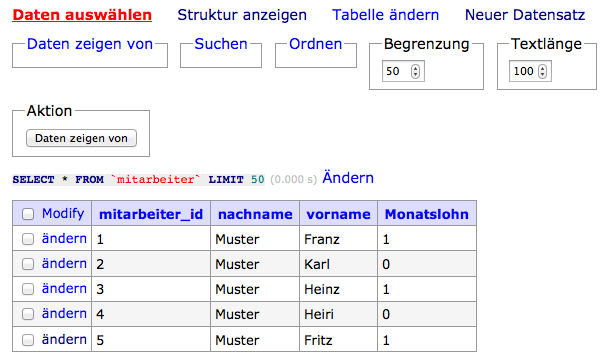 Daten auswählen Struktur anzeigen Tabelle ändern Neuer Datensatz
Daten zeigen von Suchen Ordnen Begrenzung Textlänge
50 100
Aktion
Daten zeigen von
SELECT * FROM `mitarbeiter` LIMIT 50 (0.000 s) Ändern
Modify mitarbeiter_id nachname vorname Monatslohn
ändern 1 Muster Franz 1
ändern 2 Muster Karl 0
ändern 3 Muster Heinz 1
ändern 4 Muster Heiri 0
ändern 5 Muster Fritz 1